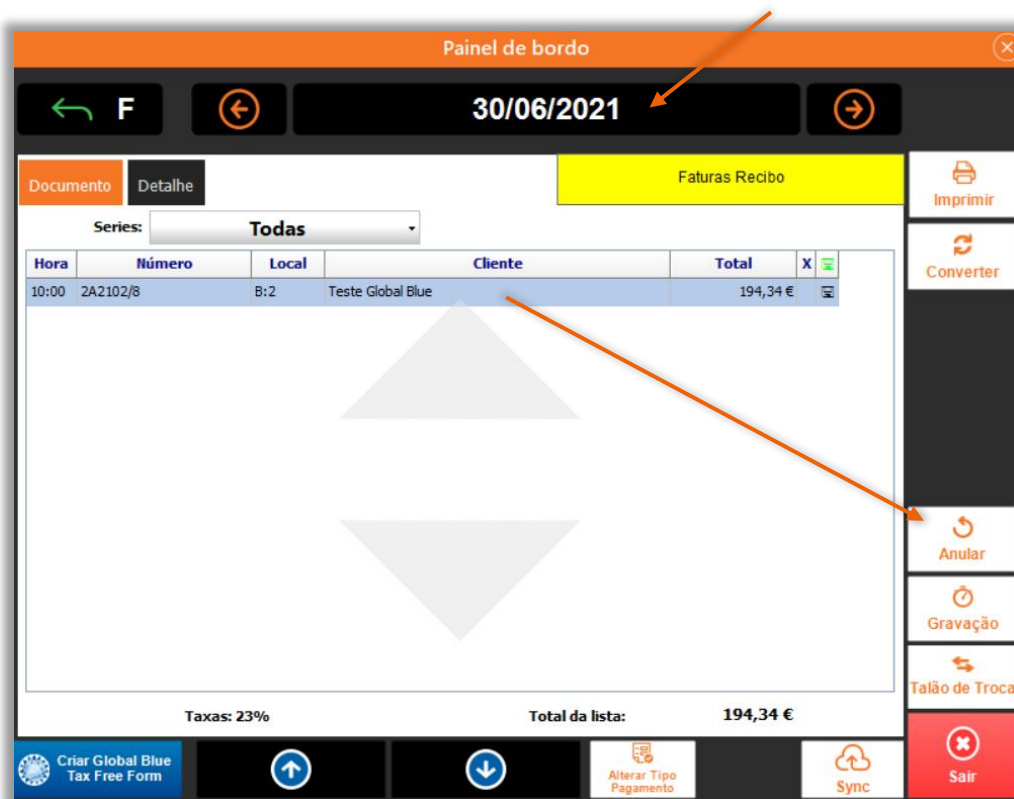 Painel de bordo
F
30/06/2021
Documento Detalhe
Faturas Recibo
Imprimir
Series: Todas
Converter
Hora Número Local Cliente Total X
10:00 2A2102/8 B:2 Teste Global Blue 194,34 €
Anular
Gravação
Talão de Troca
Taxas: 23% Total da lista: 194,34 €
Criar Global Blue
Tax Free Form
Alterar Tipo
Pagamento
Sync
Sair